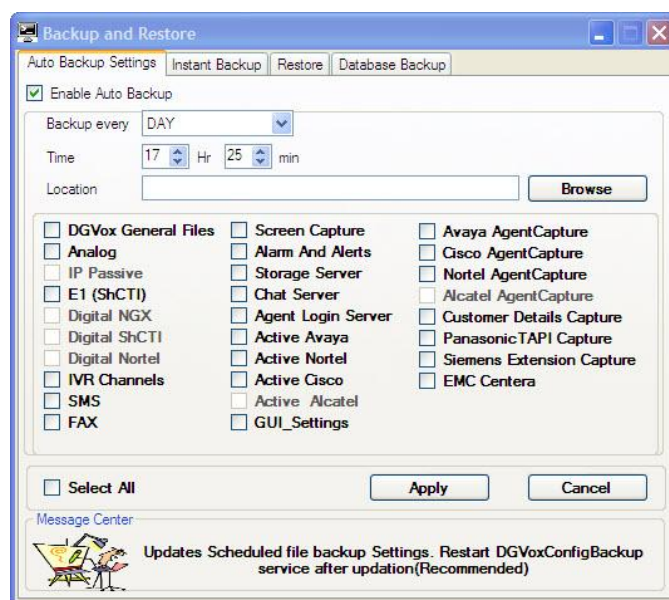 Backup and Restore
Auto Backup Settings Instant Backup Restore Database Backup
Enable Auto Backup
Backup every DAY
Time 17 Hr 25 min
Location Browse
DGVox General Files Screen Capture Avaya AgentCapture
Analog Alarm And Alerts Cisco AgentCapture
IP Passive Storage Server Nortel AgentCapture
E1 (ShCTI) Chat Server Alcatel AgentCapture
Digital NGX Agent Login Server Customer Details Capture
Digital ShCTI Active Avaya PanasonicTAPI Capture
Digital Nortel Active Nortel Siemens Extension Capture
IVR Channels Active Cisco EMC Centera
SMS Active Alcatel
FAX GUI_Settings
Select All Apply Cancel
Message Center
Updates Scheduled file backup Settings. Restart DGVoxConfigBackup
service after updation(Recommended)